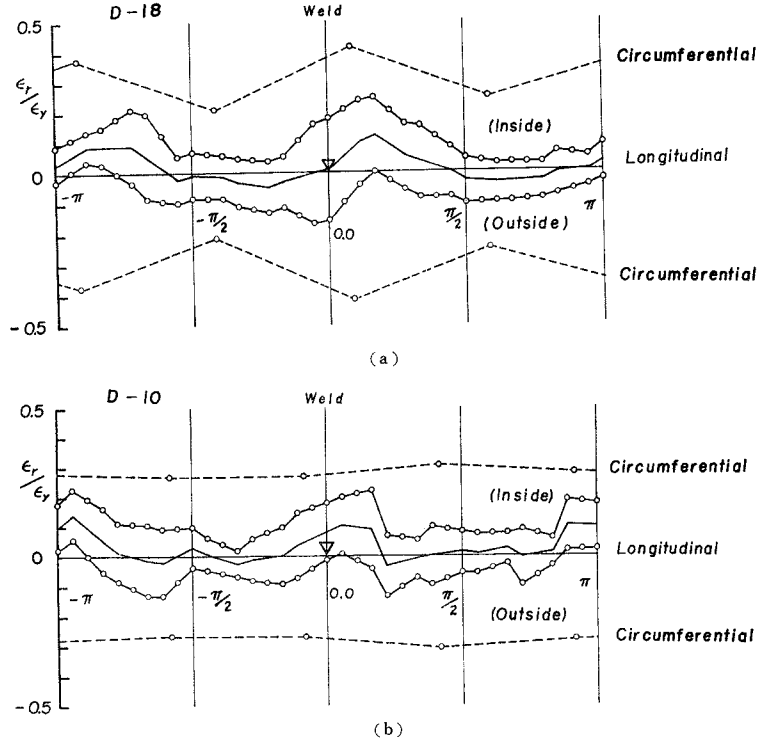 D-18
Weld
0.5
εr/εy
Circumferential
(Inside)
Longitudinal
0
-π
-π/2
0.0
π/2
π
(Outside)
Circumferential
-0.5
(a)
D-10
Weld
0.5
εr/εy
Circumferential
(Inside)
Longitudinal
0
-π
-π/2
0.0
π/2
π
(Outside)
Circumferential
-0.5
(b)